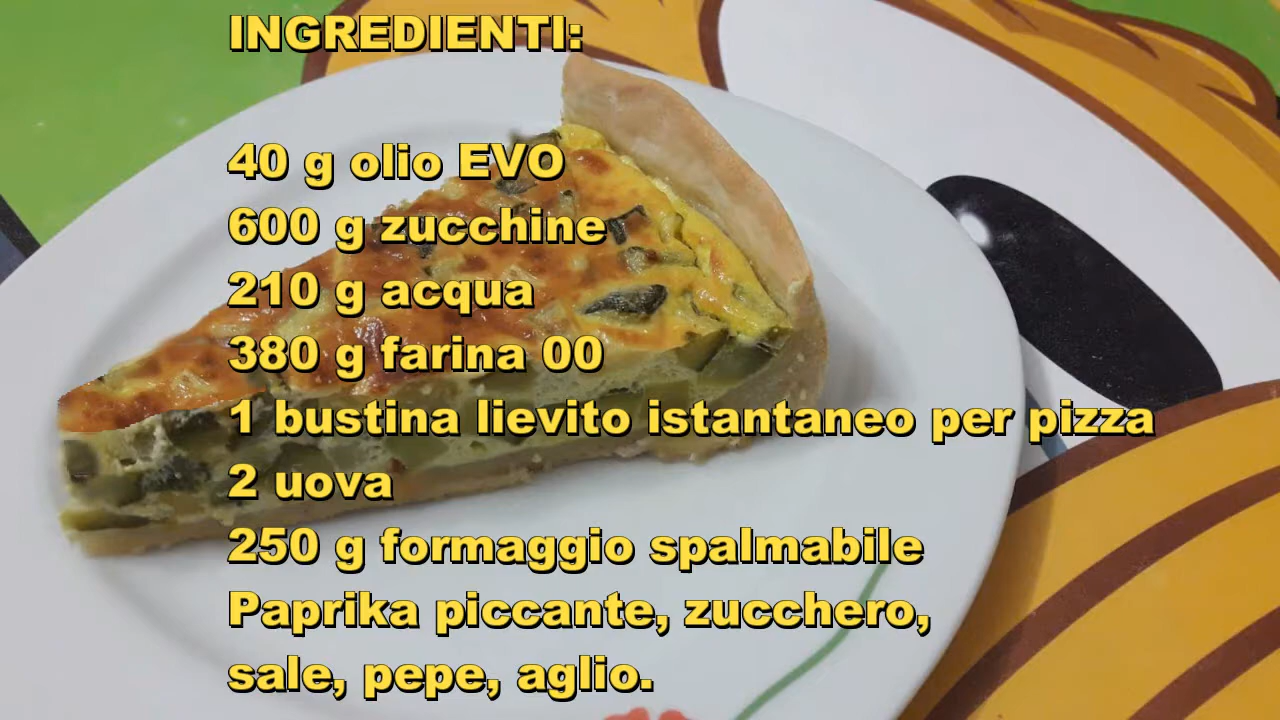 INGREDIENTI:
40 g olio EVO
600 g zucchine
210 g acqua
380 g farina 00
1 bustina lievito istantaneo per pizza
2 uova
250 g formaggio spalmabile
Paprika piccante, zucchero,
sale, pepe, aglio.